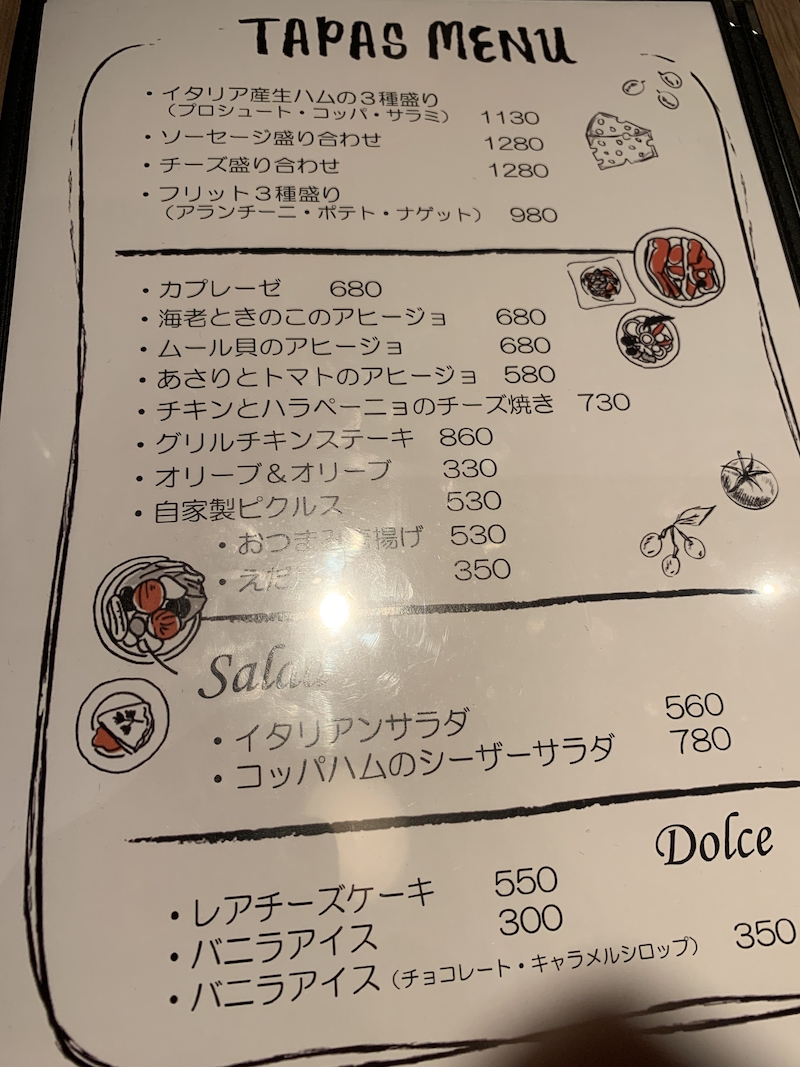 TAPAS MENU
・イタリア産生ハムの3種盛り
(プロシュート・コッパ・サラミ) 1130
・ソーセージ盛り合わせ 1280
・チーズ盛り合わせ 1280
・フリット3種盛り
(アランチーニ・ポテト・ナゲット) 980
・カプレーゼ 680
・海老ときのこのアヒージョ 680
・ムール貝のアヒージョ 680
・あさりとトマトのアヒージョ 580
・チキンとハラペーニョのチーズ焼き 730
・グリルチキンステーキ 860
・オリーブ&オリーブ 330
・自家製ピクルス 530
・おつまみ揚げ 530
・えだ 350
Salad
・イタリアンサラダ 560
・コッパハムのシーザーサラダ 780
Dolce
・レアチーズケーキ 550
・バニラアイス 300
・バニラアイス(チョコレート・キャラメルシロップ) 350